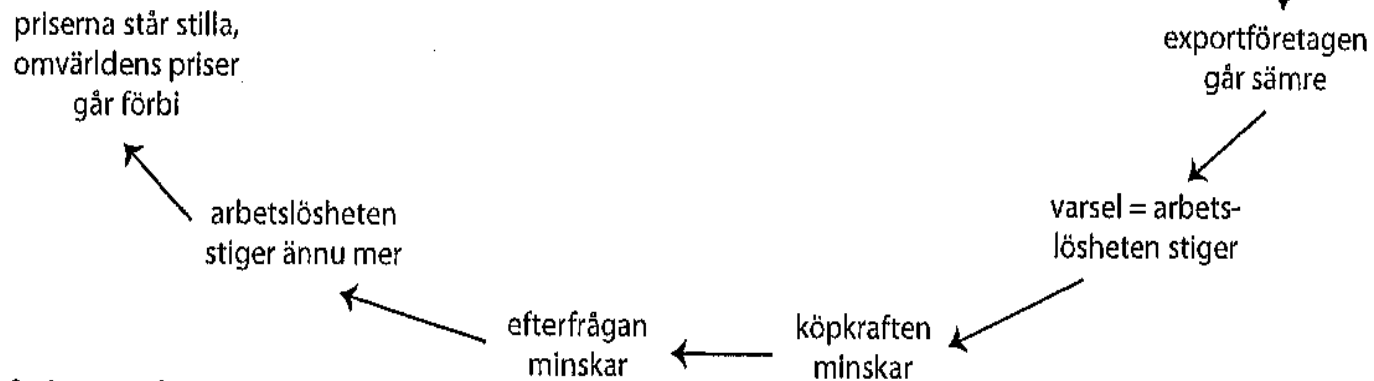 priserna står stilla,
omvärldens priser
går förbi
exportföretagen
går sämre
arbetslösheten
stiger ännu mer
varsel = arbets-
lösheten stiger
efterfrågan
minskar
köpkraften
minskar